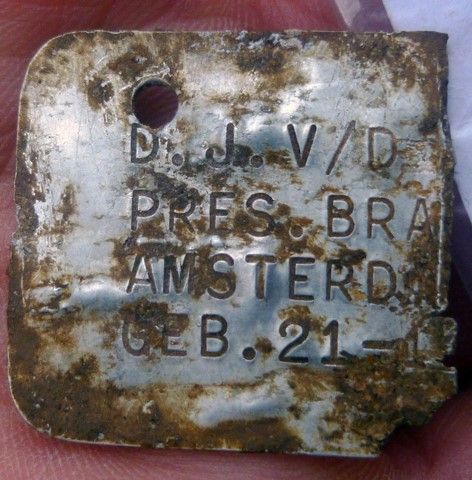 D. J. V/D
PRES. BRA
AMSTERD
GEB. 21-